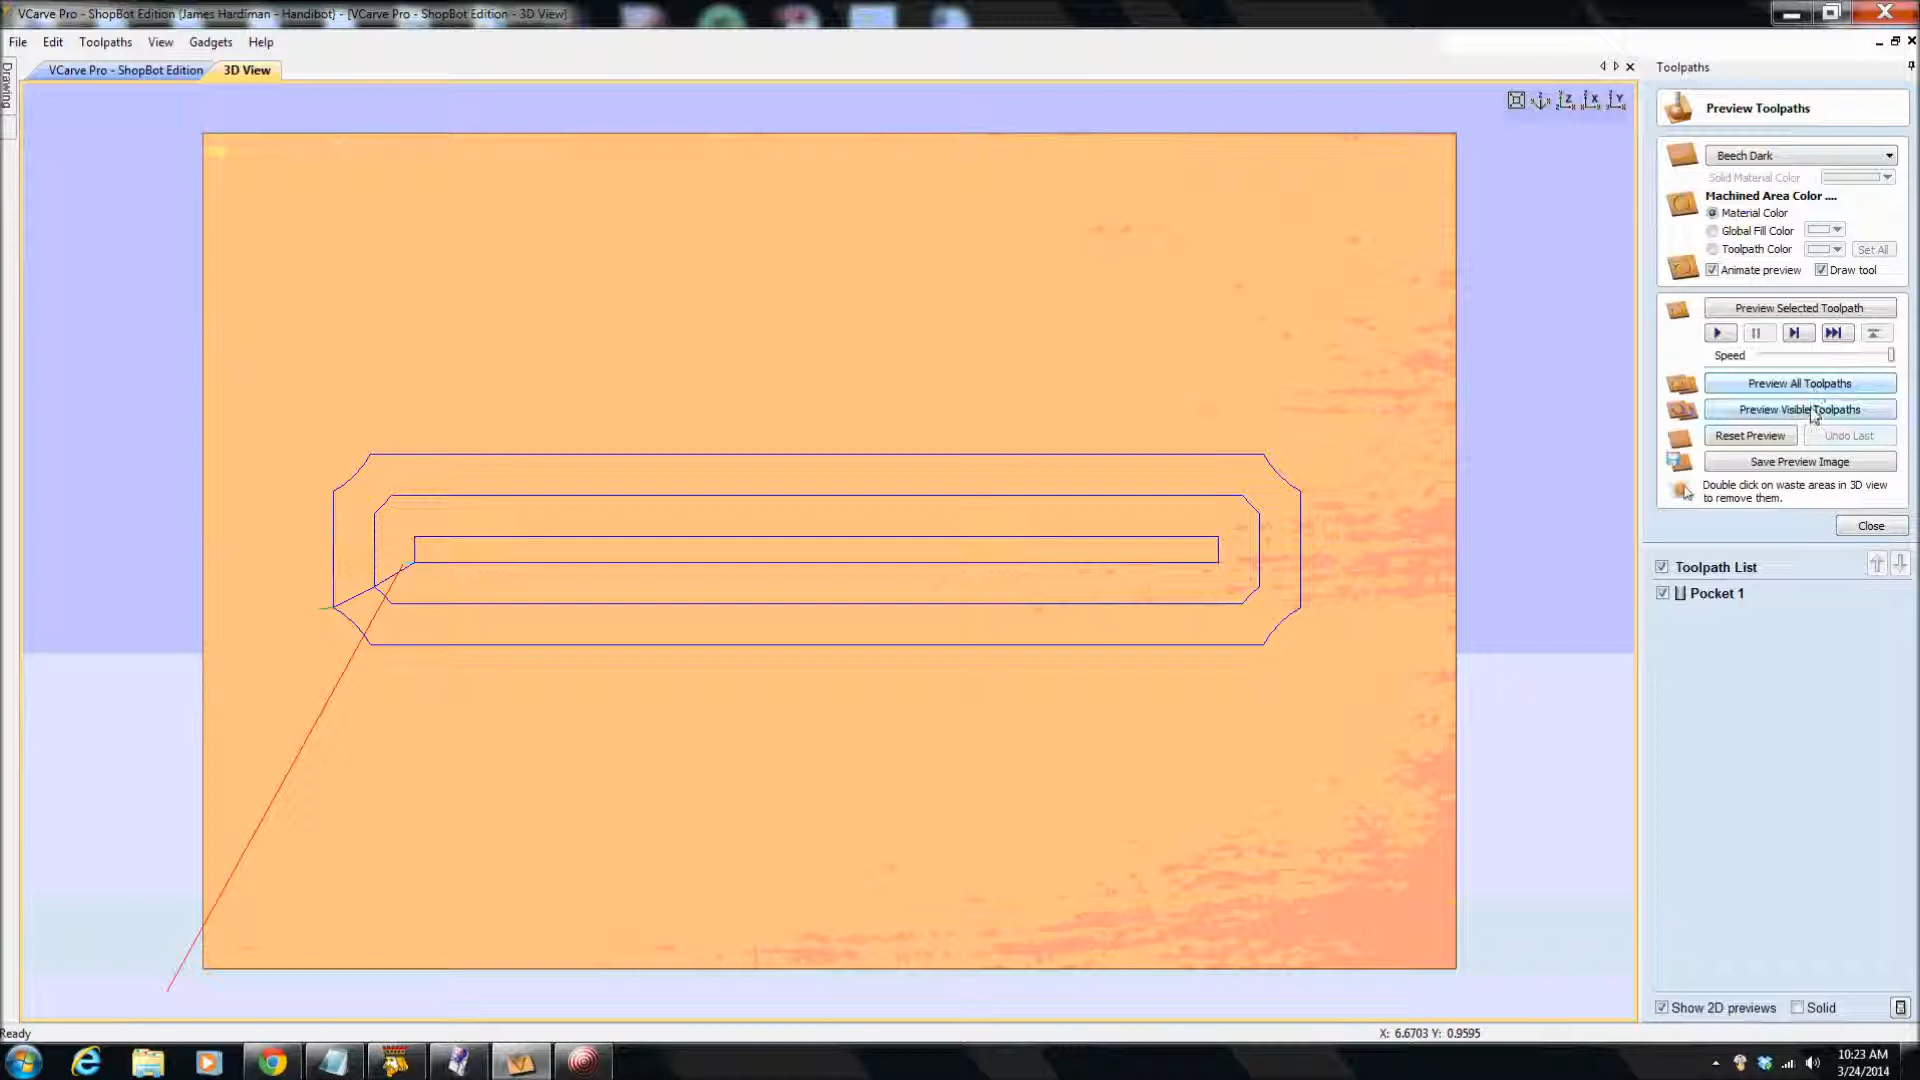 VCarve Pro - ShopBot Edition {James Hardiman - Handibot} - [VCarve Pro - ShopBot Edition - 3D View]
File Edit Toolpaths View Gadgets Help
VCarve Pro - ShopBot Edition 3D View
Drawing
Toolpaths
Preview Toolpaths
Beech Dark
Solid Material Color
Machined Area Color ....
Material Color
Global Fill Color
Toolpath Color Set All
Animate preview Draw tool
Preview Selected Toolpath
Speed
Preview All Toolpaths
Preview Visible Toolpaths
Reset Preview Undo Last
Save Preview Image
Double click on waste areas in 3D view
to remove them.
Close
Toolpath List
Pocket 1
Show 2D previews Solid
Ready
X: 6.6703 Y: 0.9595
10:23 AM
3/24/2014